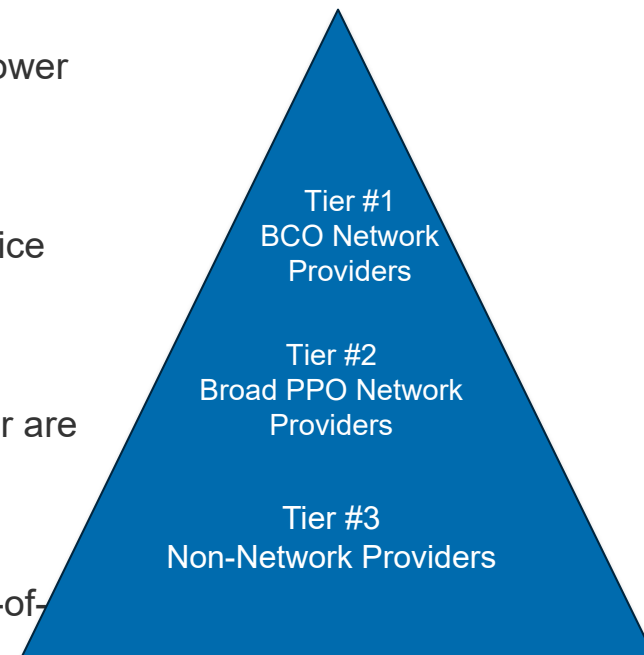 ower
Tier #1
BCO Network
Providers
ice
Tier #2
Broad PPO Network
Providers
r are
Tier #3
Non-Network Providers
-of-